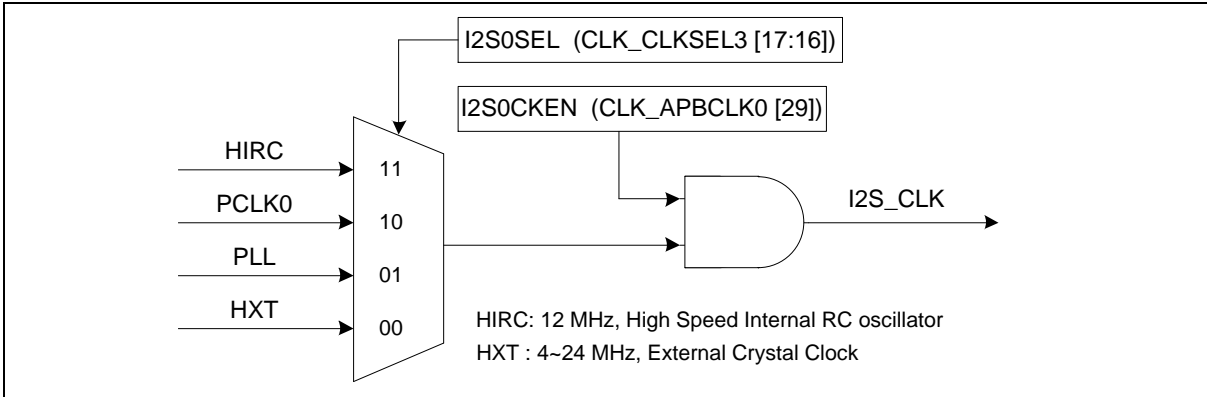 I2S0SEL (CLK_CLKSEL3 [17:16])
I2S0CKEN (CLK_APBCLK0 [29])
HIRC
11
PCLK0
10
PLL
01
HXT
00
I2S_CLK
HIRC: 12 MHz, High Speed Internal RC oscillator
HXT : 4~24 MHz, External Crystal Clock